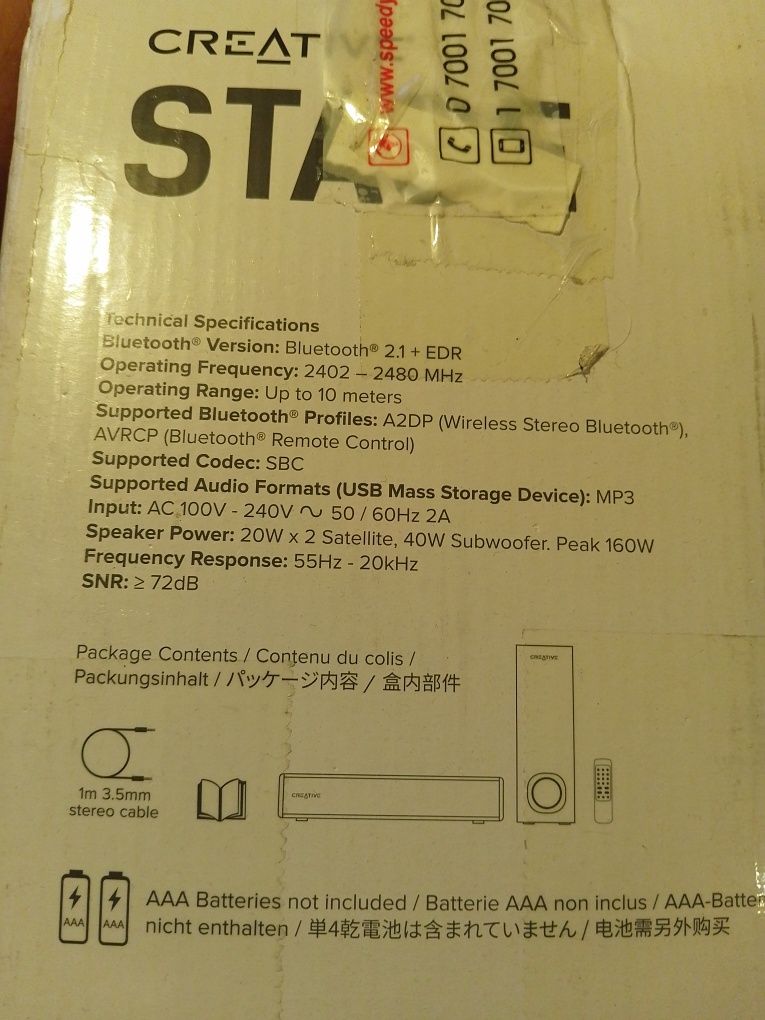 CREAT
STA
www.speedy
0 7001 70
1 7001 70
Technical Specifications
Bluetooth® Version: Bluetooth® 2.1 + EDR
Operating Frequency: 2402 – 2480 MHz
Operating Range: Up to 10 meters
Supported Bluetooth® Profiles: A2DP (Wireless Stereo Bluetooth®),
AVRCP (Bluetooth® Remote Control)
Supported Codec: SBC
Supported Audio Formats (USB Mass Storage Device): MP3
Input: AC 100V - 240V ∿ 50 / 60Hz 2A
Speaker Power: 20W x 2 Satellite, 40W Subwoofer. Peak 160W
Frequency Response: 55Hz - 20kHz
SNR: ≥ 72dB
Package Contents / Contenu du colis /
Packungsinhalt / パッケージ内容 / 盒内部件
CREATIVE
CREATIVE
1m 3.5mm
stereo cable
AAA
AAA
AAA Batteries not included / Batterie AAA non inclus / AAA-Batter
nicht enthalten / 単4乾電池は含まれていません / 电池需另外购买